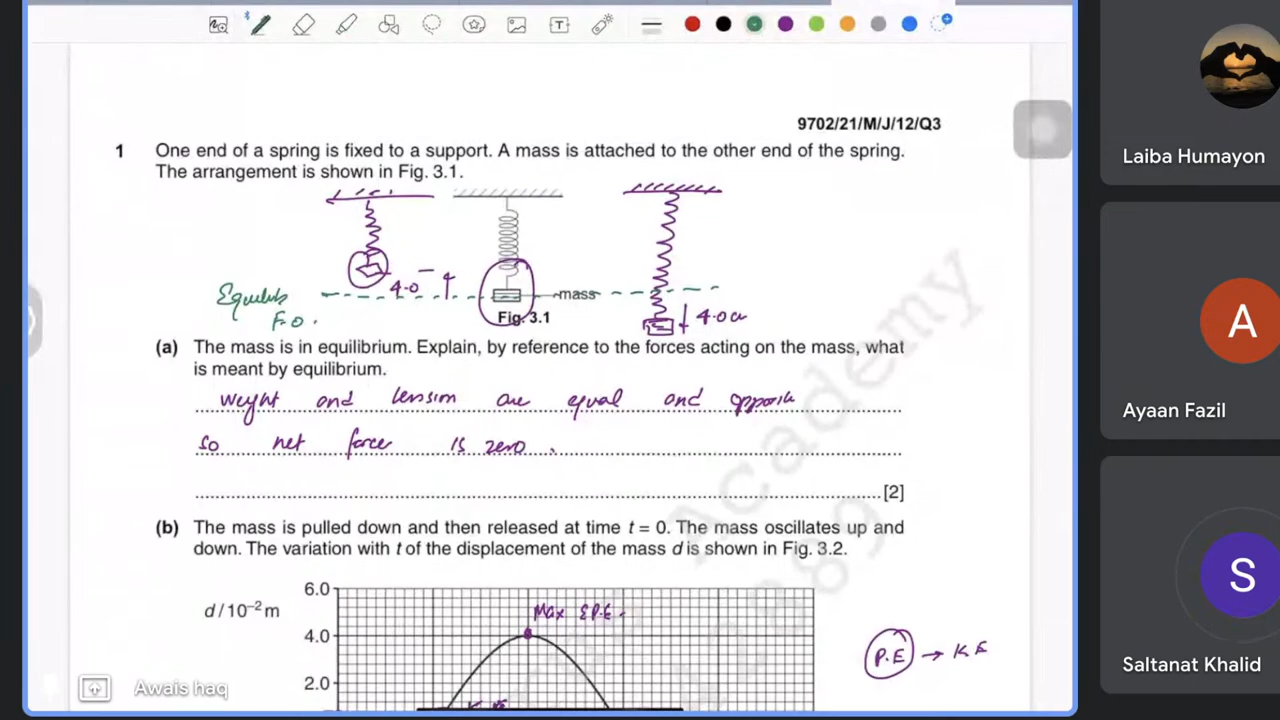 9702/21/M/J/12/Q3
1 One end of a spring is fixed to a support. A mass is attached to the other end of the spring.
The arrangement is shown in Fig. 3.1.
4.0
Equilib
F=0.
mass
4.0cm
Fig. 3.1
(a) The mass is in equilibrium. Explain, by reference to the forces acting on the mass, what
is meant by equilibrium.
weight and tension are equal and opposite
so net force is zero.
[2]
(b) The mass is pulled down and then released at time t = 0. The mass oscillates up and
down. The variation with t of the displacement of the mass d is shown in Fig. 3.2.
6.0
d/10⁻² m
Max E.P.E.
4.0
P.E → K.E
2.0
Academy
Awais haq
Laiba Humayon
A
Ayaan Fazil
S
Saltanat Khalid